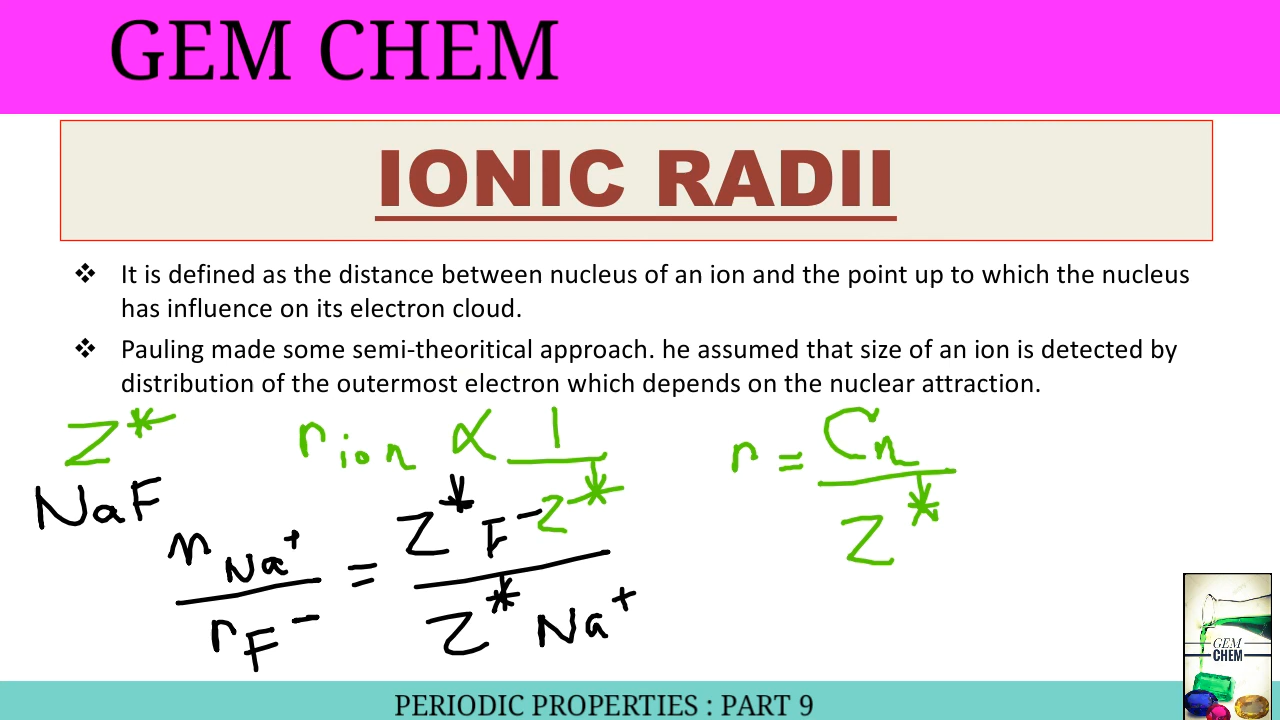 GEM CHEM
IONIC RADII
❖ It is defined as the distance between nucleus of an ion and the point up to which the nucleus
has influence on its electron cloud.
❖ Pauling made some semi-theoritical approach. he assumed that size of an ion is detected by
distribution of the outermost electron which depends on the nuclear attraction.
Z* r ion ∝ 1 / Z* r = Cn / Z*
NaF
r Na+ / r F− = Z* F− / Z* Na+
GEM
CHEM
PERIODIC PROPERTIES : PART 9